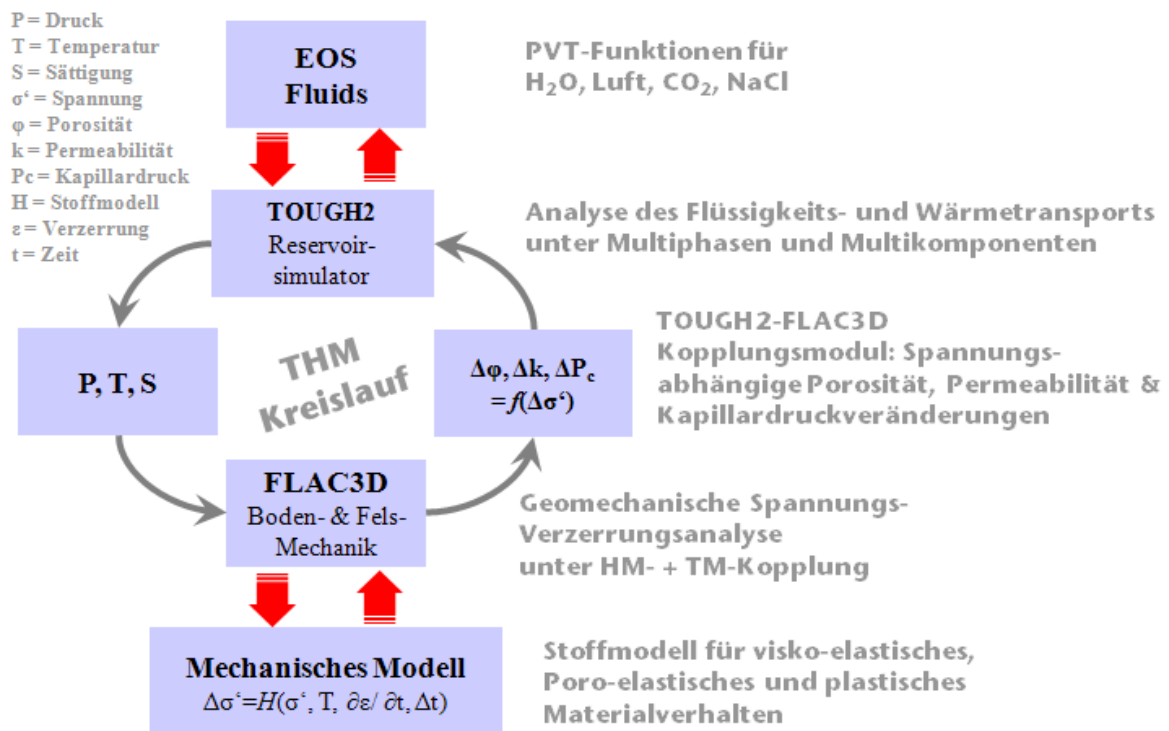 P = Druck
T = Temperatur
S = Sättigung
σ‘ = Spannung
φ = Porosität
k = Permeabilität
Pc = Kapillardruck
H = Stoffmodell
ε = Verzerrung
t = Zeit
EOS
Fluids
PVT-Funktionen für
H₂O, Luft, CO₂, NaCl
TOUGH2
Reservoir-
simulator
Analyse des Flüssigkeits- und Wärmetransports
unter Multiphasen und Multikomponenten
P, T, S
THM
Kreislauf
Δφ, Δk, ΔP_c
=f(Δσ‘)
TOUGH2-FLAC3D
Kopplungsmodul: Spannungs-
abhängige Porosität, Permeabilität &
Kapillardruckveränderungen
FLAC3D
Boden- & Fels-
Mechanik
Geomechanische Spannungs-
Verzerrungsanalyse
unter HM- + TM-Kopplung
Mechanisches Modell
Δσ‘=H(σ‘, T, ∂ε/ ∂t, Δt)
Stoffmodell für visko-elastisches,
Poro-elastisches und plastisches
Materialverhalten